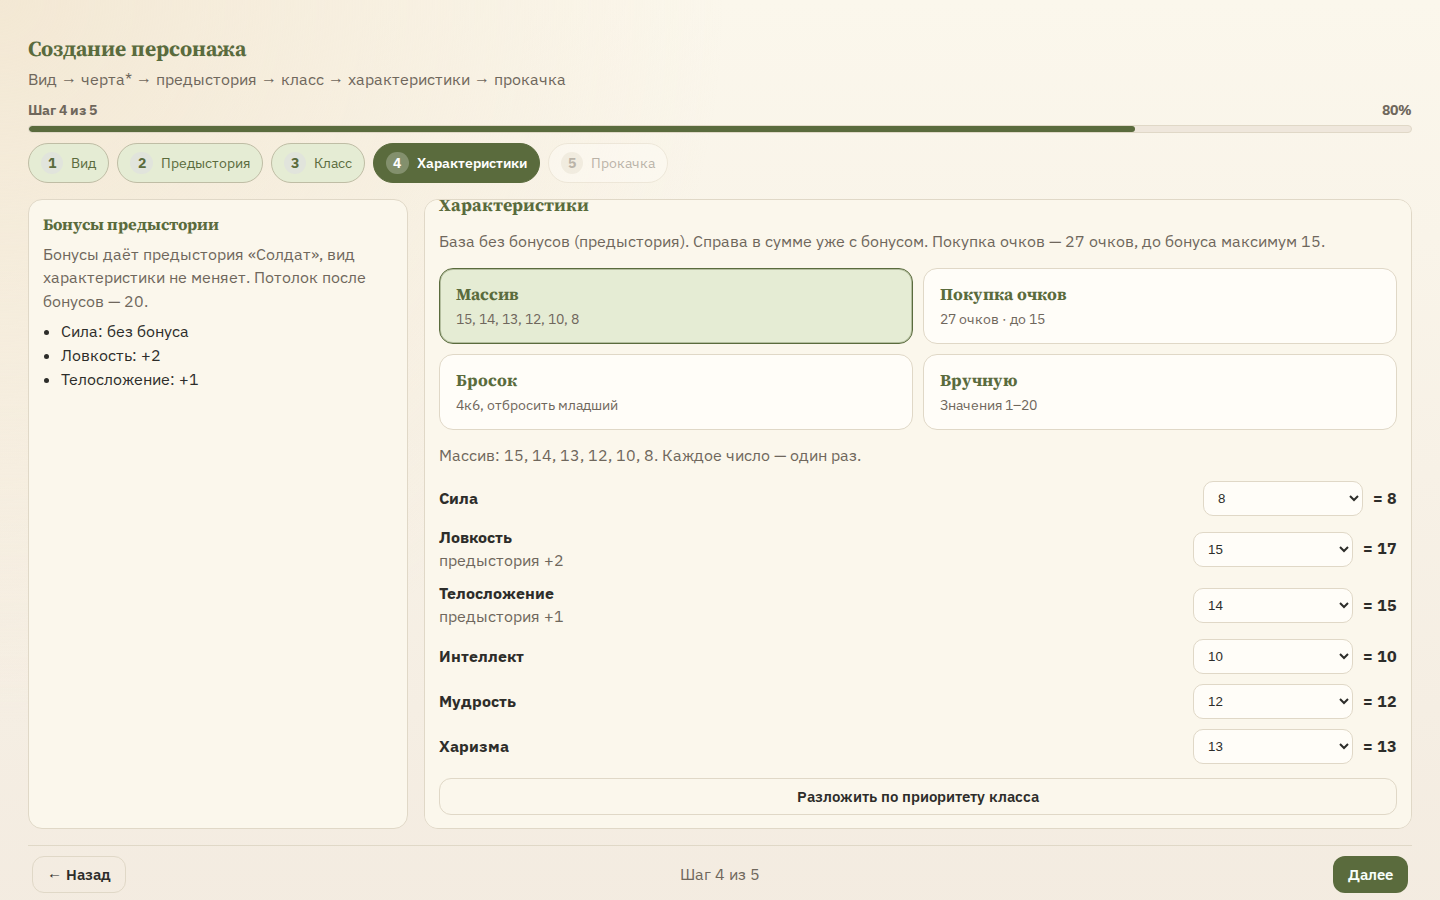 Создание персонажа
Вид → черта* → предыстория → класс → характеристики → прокачка
Шаг 4 из 5
80%
1 Вид
2 Предыстория
3 Класс
4 Характеристики
5 Прокачка
Бонусы предыстории
Бонусы даёт предыстория «Солдат», вид
характеристики не меняет. Потолок после
бонусов — 20.
• Сила: без бонуса
• Ловкость: +2
• Телосложение: +1
Характеристики
База без бонусов (предыстория). Справа в сумме уже с бонусом. Покупка очков — 27 очков, до бонуса максимум 15.
Массив
15, 14, 13, 12, 10, 8
Покупка очков
27 очков · до 15
Бросок
4к6, отбросить младший
Вручную
Значения 1–20
Массив: 15, 14, 13, 12, 10, 8. Каждое число — один раз.
Сила 8 = 8
Ловкость
предыстория +2
15 = 17
Телосложение
предыстория +1
14 = 15
Интеллект 10 = 10
Мудрость 12 = 12
Харизма 13 = 13
Разложить по приоритету класса
← Назад
Шаг 4 из 5
Далее